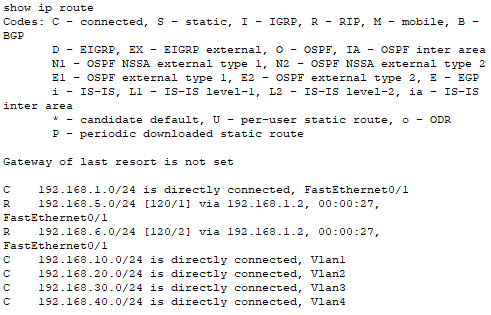 show ip route
Codes: C - connected, S - static, I - IGRP, R - RIP, M - mobile, B -
BGP
D - EIGRP, EX - EIGRP external, O - OSPF, IA - OSPF inter area
N1 - OSPF NSSA external type 1, N2 - OSPF NSSA external type 2
E1 - OSPF external type 1, E2 - OSPF external type 2, E - EGP
i - IS-IS, L1 - IS-IS level-1, L2 - IS-IS level-2, ia - IS-IS
inter area
* - candidate default, U - per-user static route, o - ODR
P - periodic downloaded static route
Gateway of last resort is not set
C 192.168.1.0/24 is directly connected, FastEthernet0/1
R 192.168.5.0/24 [120/1] via 192.168.1.2, 00:00:27,
FastEthernet0/1
R 192.168.6.0/24 [120/2] via 192.168.1.2, 00:00:27,
FastEthernet0/1
C 192.168.10.0/24 is directly connected, Vlan1
C 192.168.20.0/24 is directly connected, Vlan2
C 192.168.30.0/24 is directly connected, Vlan3
C 192.168.40.0/24 is directly connected, Vlan4